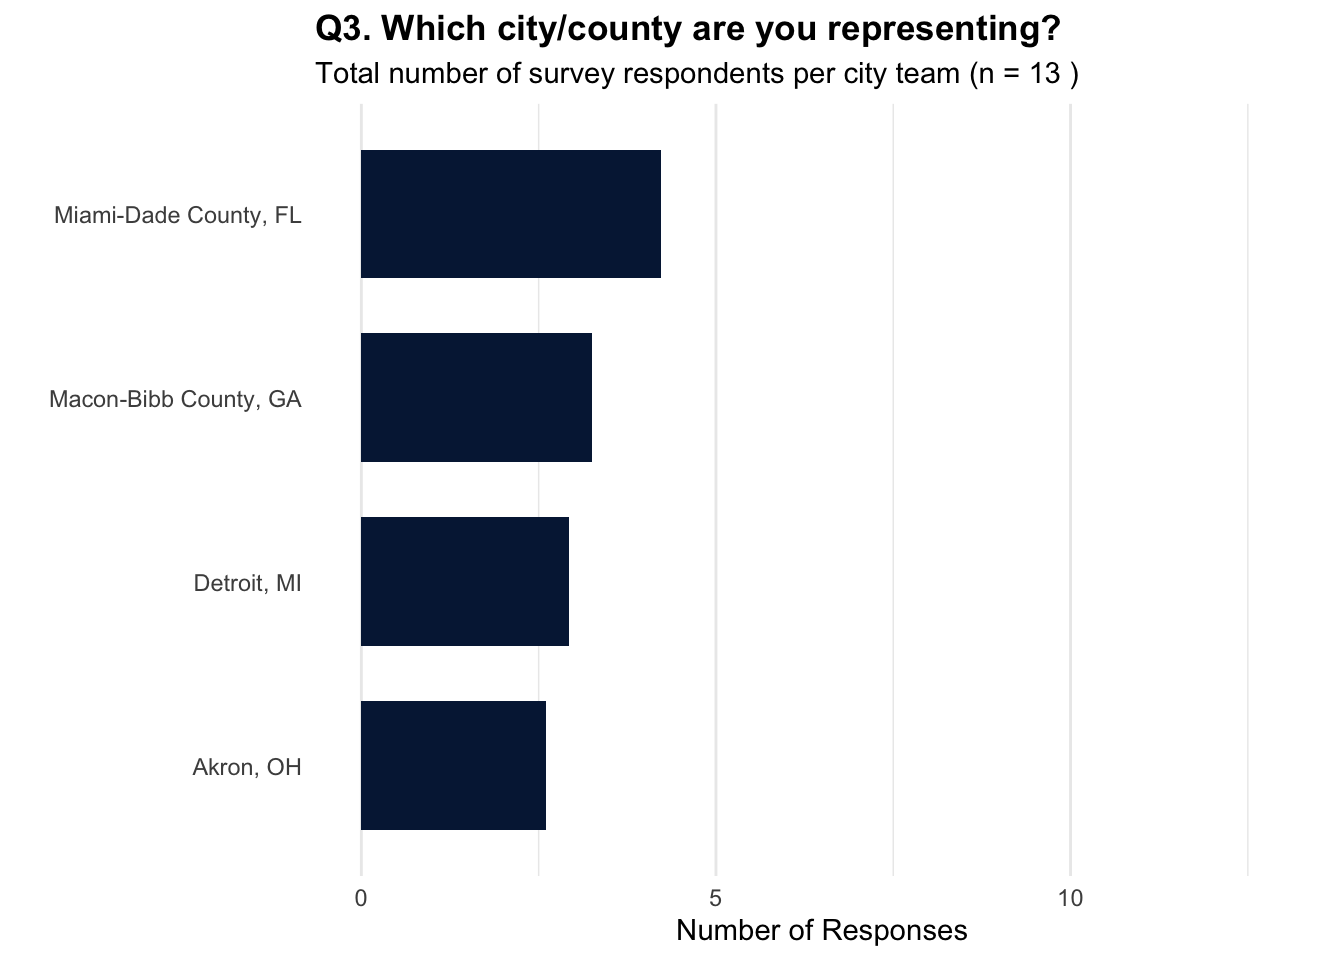 Q3. Which city/county are you representing?
Total number of survey respondents per city team (n = 13 )
Miami-Dade County, FL
Macon-Bibb County, GA
Detroit, MI
Akron, OH
0 5 10
Number of Responses